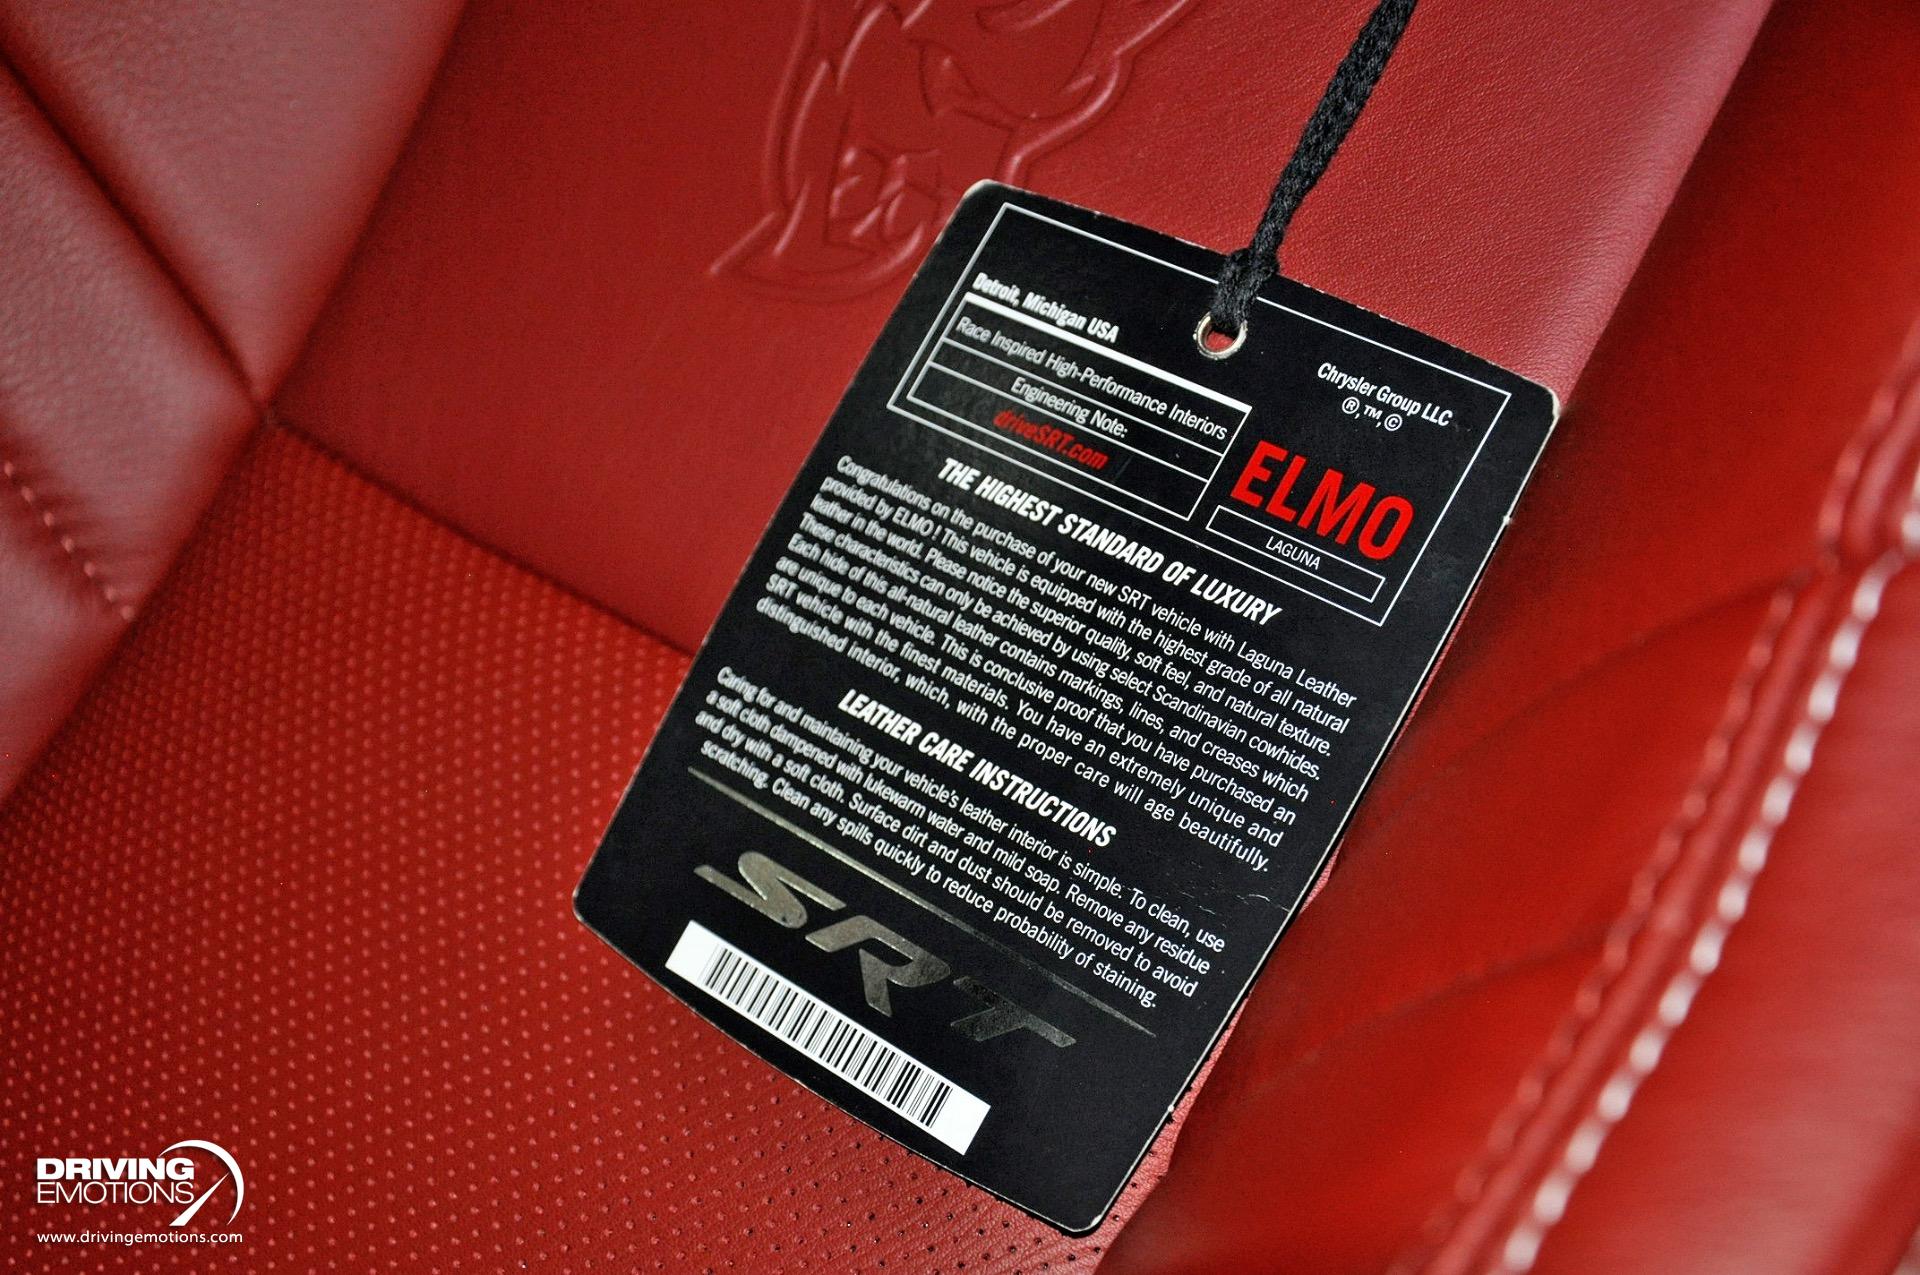 Detroit, Michigan USA
Race Inspired High-Performance Interiors
Engineering Note:
driveSRT.com
Chrysler Group LLC
®,™,©
ELMO
LAGUNA
THE HIGHEST STANDARD OF LUXURY
Congratulations on the purchase of your new SRT vehicle with Laguna Leather
provided by ELMO ! This vehicle is equipped with the highest grade of all natural
leather in the world. Please notice the superior quality, soft feel, and natural texture.
These characteristics can only be achieved by using select Scandinavian cowhides.
Each hide of this all-natural leather contains markings, lines, and creases which
are unique to each vehicle. This is conclusive proof that you have purchased an
SRT vehicle with the finest materials. You have an extremely unique and
distinguished interior, which, with the proper care will age beautifully.
LEATHER CARE INSTRUCTIONS
Caring for and maintaining your vehicle's leather interior is simple. To clean, use
a soft cloth dampened with lukewarm water and mild soap. Remove any residue
and dry with a soft cloth. Surface dirt and dust should be removed to avoid
scratching. Clean any spills quickly to reduce probability of staining.
SRT
DRIVING
EMOTIONS
www.drivingemotions.com